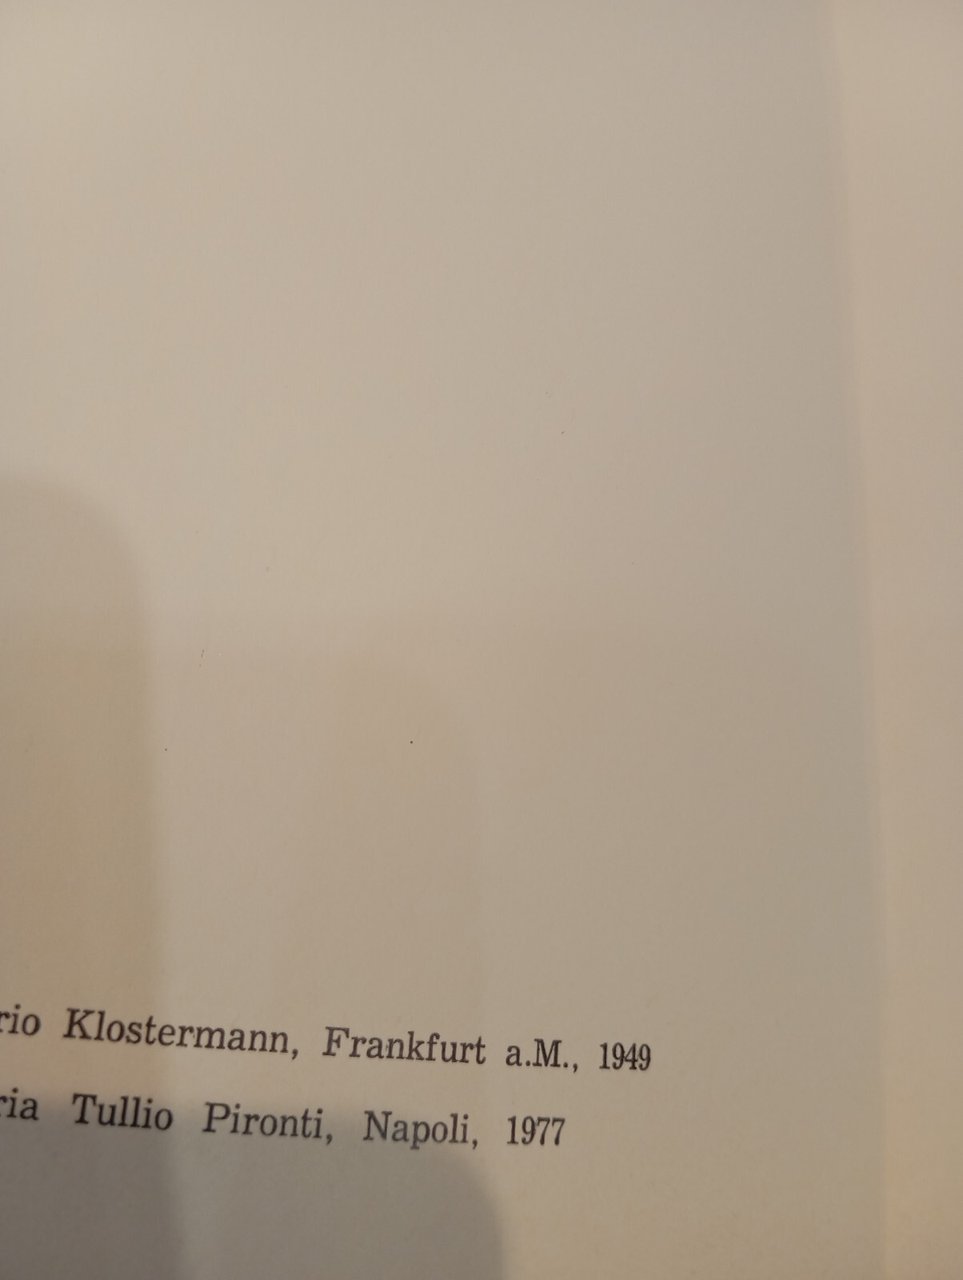 rio Klostermann, Frankfurt a.M., 1949
ria Tullio Pironti, Napoli, 1977